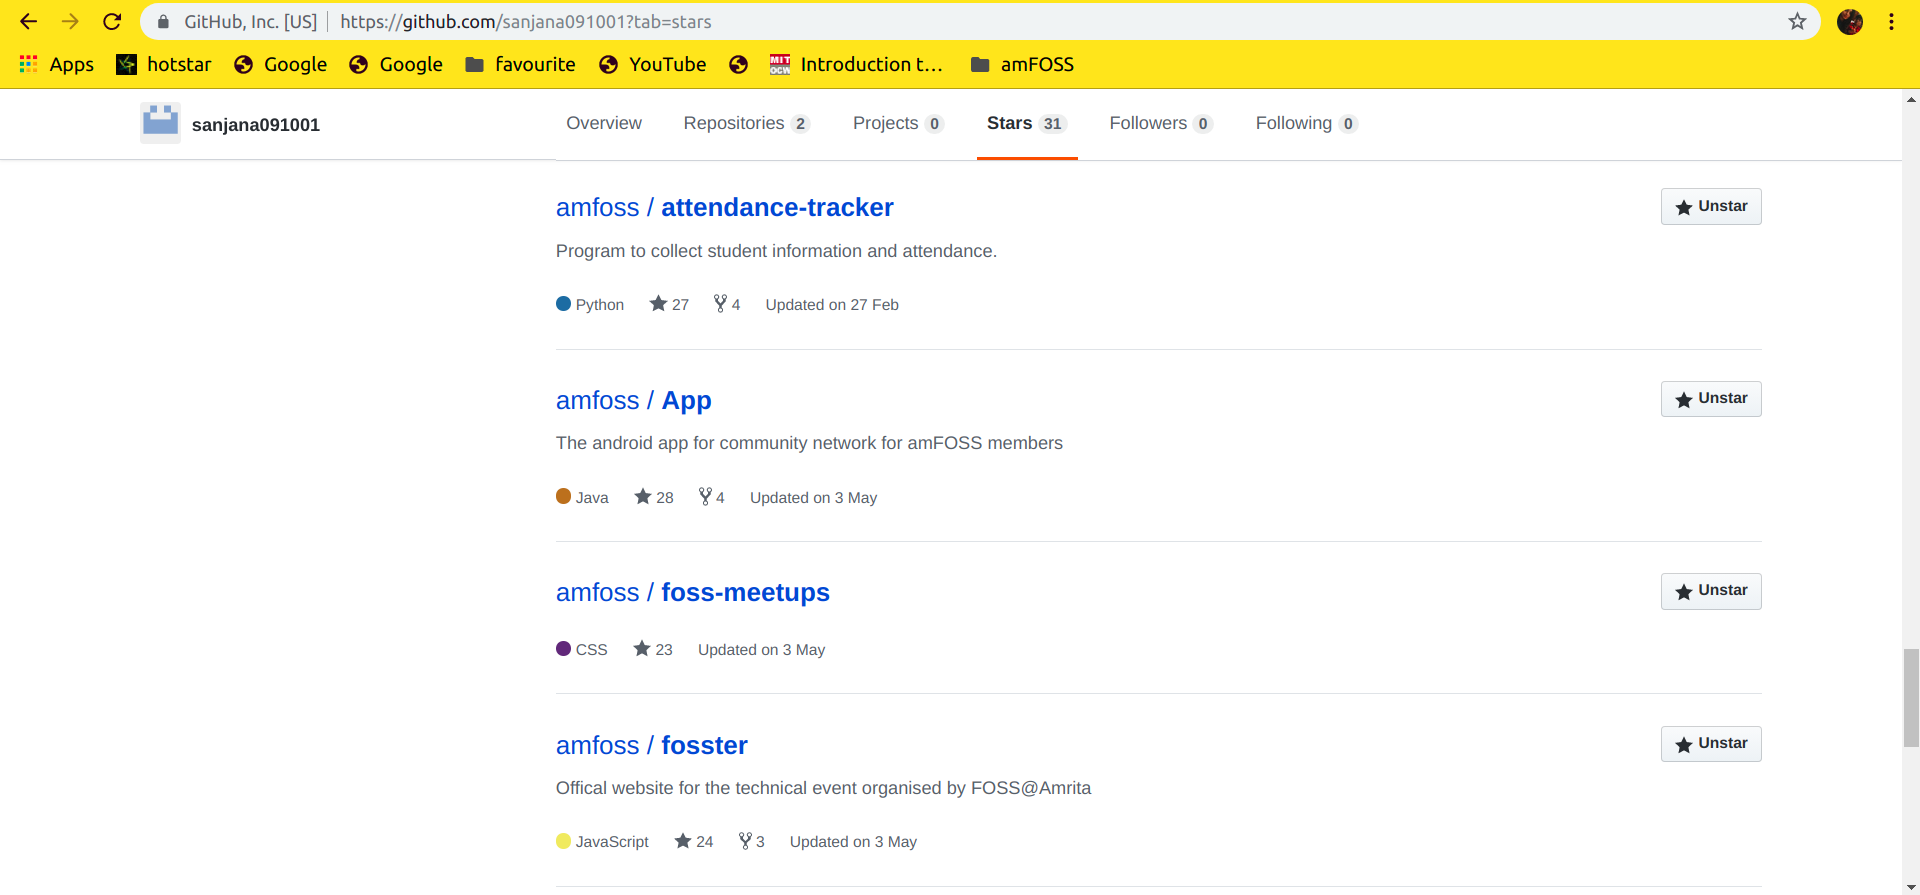 GitHub, Inc. [US] https://github.com/sanjana091001?tab=stars
Apps hotstar Google Google favourite YouTube MIT OCW Introduction t... amFOSS
sanjana091001 Overview Repositories 2 Projects 0 Stars 31 Followers 0 Following 0
amfoss / attendance-tracker Unstar
Program to collect student information and attendance.
Python 27 4 Updated on 27 Feb
amfoss / App Unstar
The android app for community network for amFOSS members
Java 28 4 Updated on 3 May
amfoss / foss-meetups Unstar
CSS 23 Updated on 3 May
amfoss / fosster Unstar
Offical website for the technical event organised by FOSS@Amrita
JavaScript 24 3 Updated on 3 May